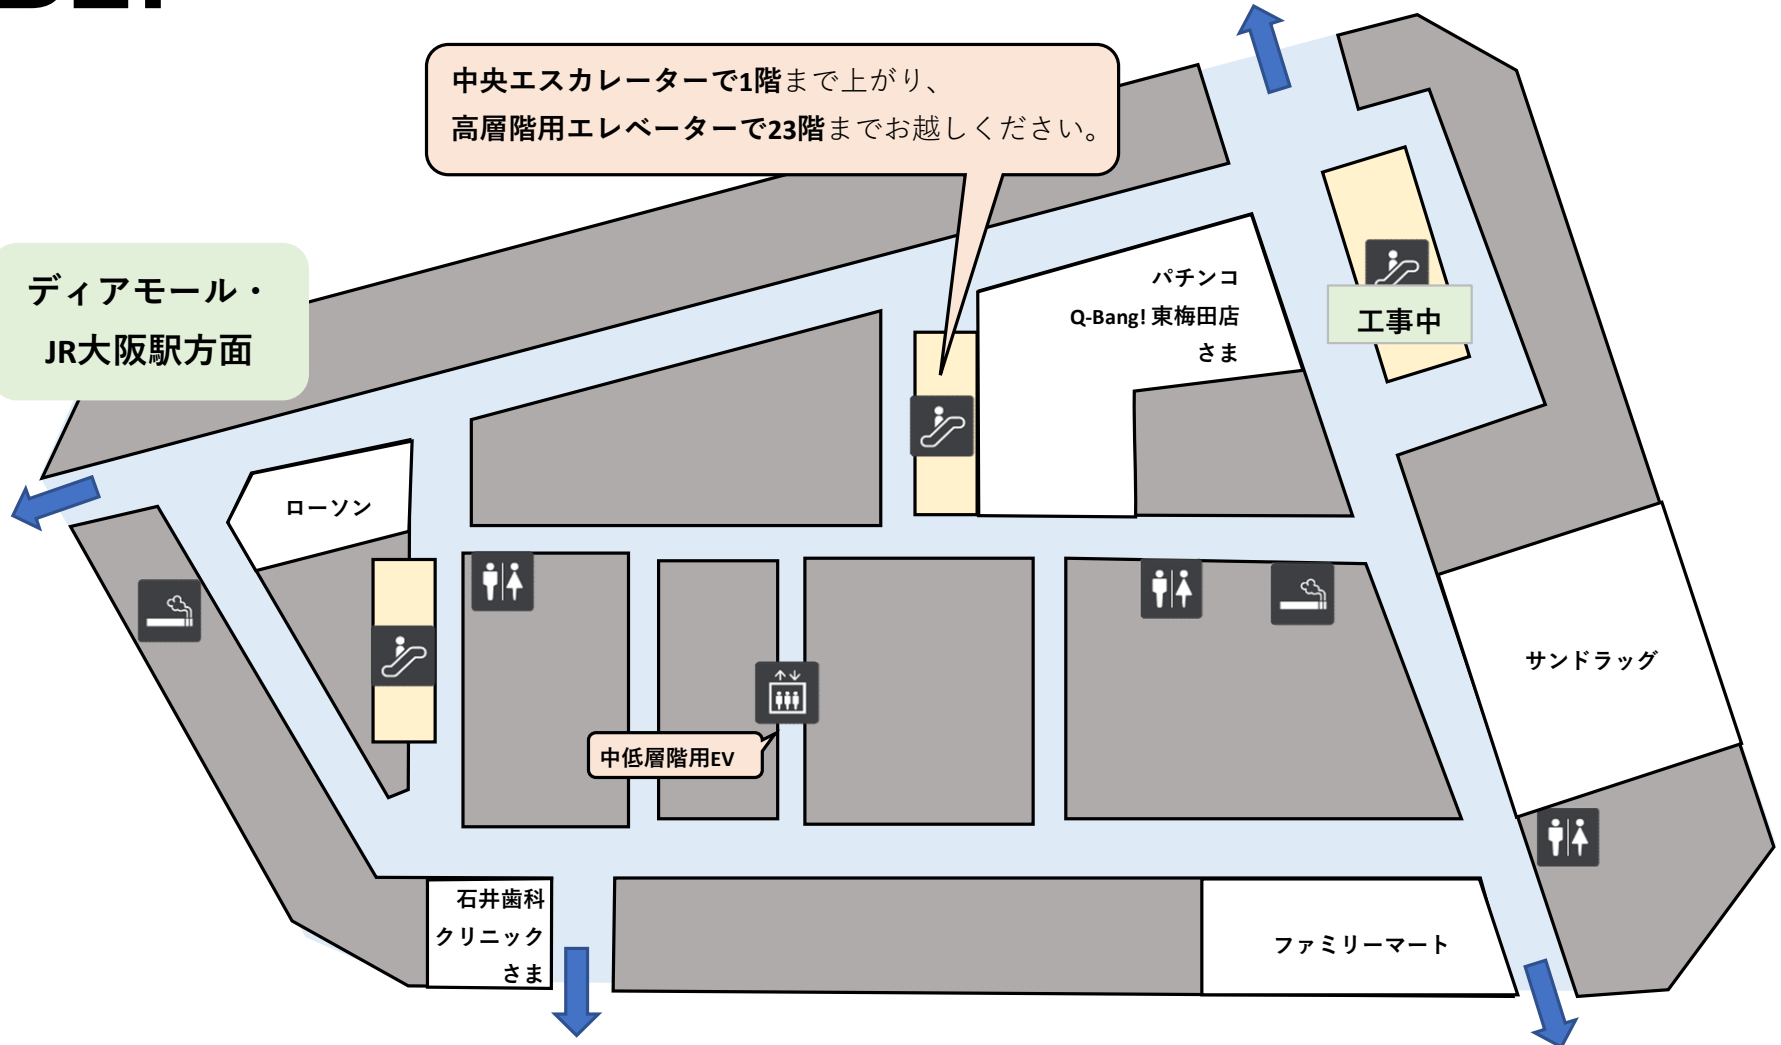 中央エスカレーターで1階まで上がり、
高層階用エレベーターで23階までお越しください。
ディアモール・
JR大阪駅方面
パチンコ
Q-Bang! 東梅田店
さま
工事中
ローソン
サンドラッグ
中低層階用EV
石井歯科
クリニック
さま
ファミリーマート